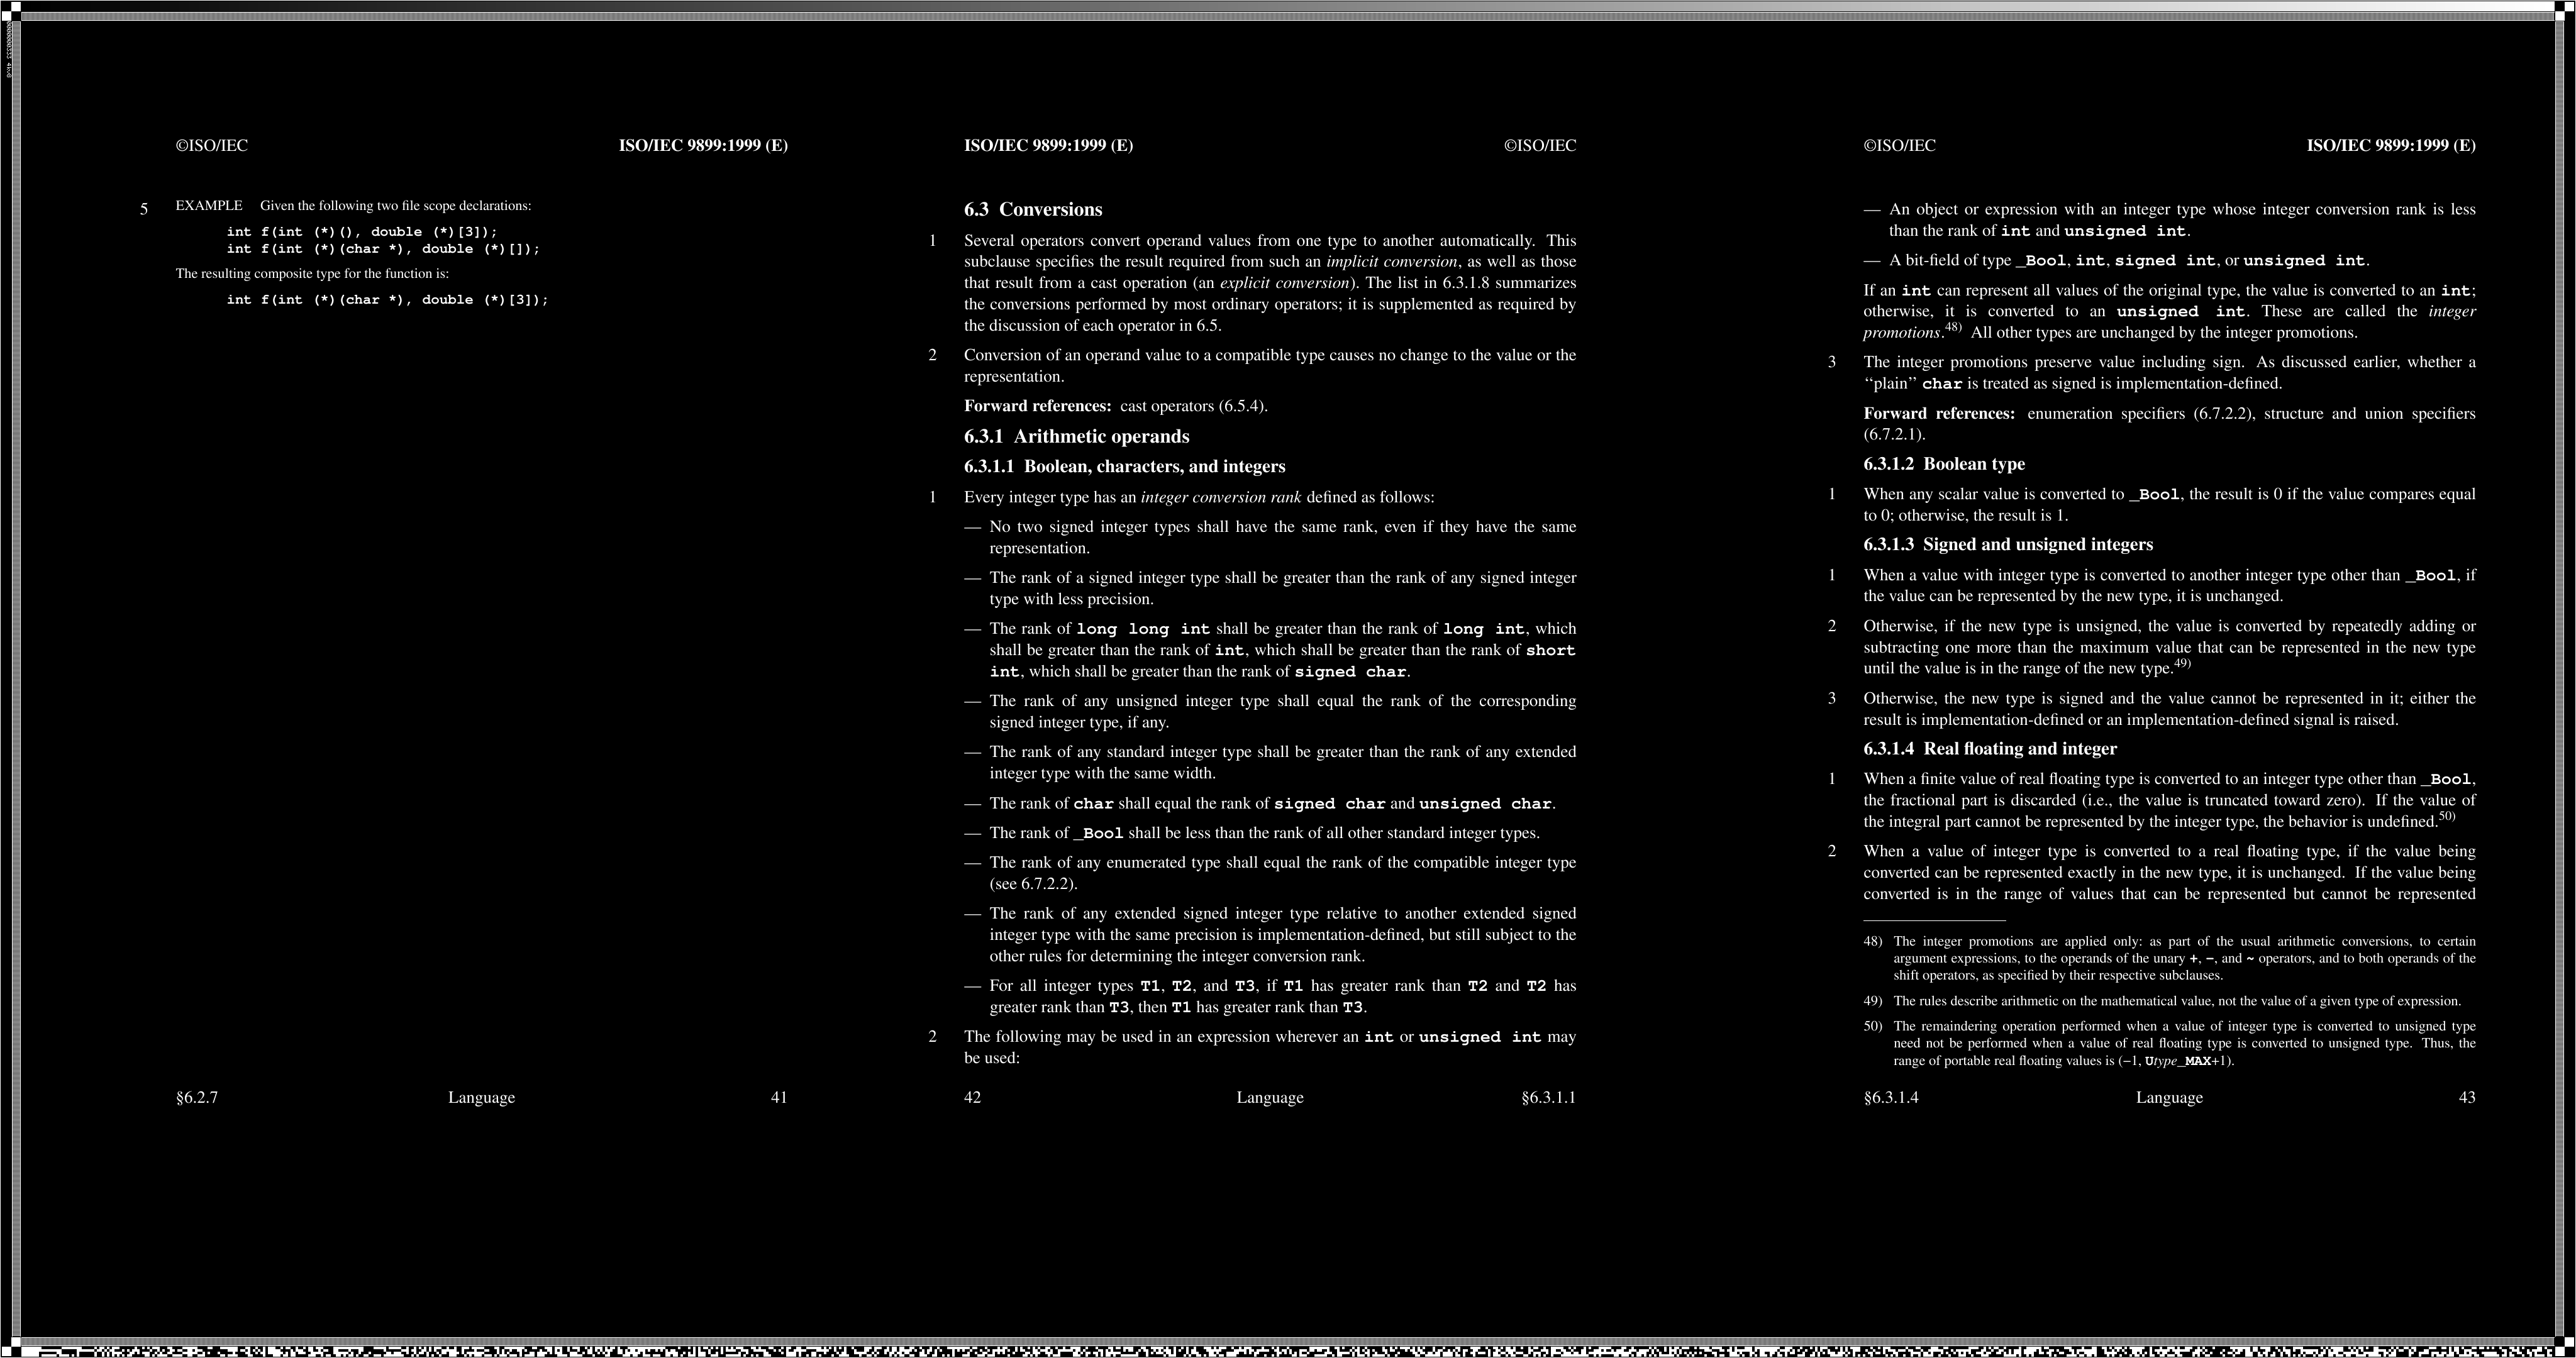 ©ISO/IEC ISO/IEC 9899:1999 (E)
5 EXAMPLE Given the following two file scope declarations:
int f(int (*)(), double (*)[3]);
int f(int (*)(char *), double (*)[]);
The resulting composite type for the function is:
int f(int (*)(char *), double (*)[3]);
§6.2.7 Language 41
ISO/IEC 9899:1999 (E) ©ISO/IEC
6.3 Conversions
1 Several operators convert operand values from one type to another automatically. This
subclause specifies the result required from such an implicit conversion, as well as those
that result from a cast operation (an explicit conversion). The list in 6.3.1.8 summarizes
the conversions performed by most ordinary operators; it is supplemented as required by
the discussion of each operator in 6.5.
2 Conversion of an operand value to a compatible type causes no change to the value or the
representation.
Forward references: cast operators (6.5.4).
6.3.1 Arithmetic operands
6.3.1.1 Boolean, characters, and integers
1 Every integer type has an integer conversion rank defined as follows:
— No two signed integer types shall have the same rank, even if they have the same
representation.
— The rank of a signed integer type shall be greater than the rank of any signed integer
type with less precision.
— The rank of long long int shall be greater than the rank of long int, which
shall be greater than the rank of int, which shall be greater than the rank of short
int, which shall be greater than the rank of signed char.
— The rank of any unsigned integer type shall equal the rank of the corresponding
signed integer type, if any.
— The rank of any standard integer type shall be greater than the rank of any extended
integer type with the same width.
— The rank of char shall equal the rank of signed char and unsigned char.
— The rank of _Bool shall be less than the rank of all other standard integer types.
— The rank of any enumerated type shall equal the rank of the compatible integer type
(see 6.7.2.2).
— The rank of any extended signed integer type relative to another extended signed
integer type with the same precision is implementation-defined, but still subject to the
other rules for determining the integer conversion rank.
— For all integer types T1, T2, and T3, if T1 has greater rank than T2 and T2 has
greater rank than T3, then T1 has greater rank than T3.
2 The following may be used in an expression wherever an int or unsigned int may
be used:
42 Language §6.3.1.1
©ISO/IEC ISO/IEC 9899:1999 (E)
— An object or expression with an integer type whose integer conversion rank is less
than the rank of int and unsigned int.
— A bit-field of type _Bool, int, signed int, or unsigned int.
If an int can represent all values of the original type, the value is converted to an int;
otherwise, it is converted to an unsigned int. These are called the integer
promotions.48) All other types are unchanged by the integer promotions.
3 The integer promotions preserve value including sign. As discussed earlier, whether a
‘‘plain’’ char is treated as signed is implementation-defined.
Forward references: enumeration specifiers (6.7.2.2), structure and union specifiers
(6.7.2.1).
6.3.1.2 Boolean type
1 When any scalar value is converted to _Bool, the result is 0 if the value compares equal
to 0; otherwise, the result is 1.
6.3.1.3 Signed and unsigned integers
1 When a value with integer type is converted to another integer type other than _Bool, if
the value can be represented by the new type, it is unchanged.
2 Otherwise, if the new type is unsigned, the value is converted by repeatedly adding or
subtracting one more than the maximum value that can be represented in the new type
until the value is in the range of the new type.49)
3 Otherwise, the new type is signed and the value cannot be represented in it; either the
result is implementation-defined or an implementation-defined signal is raised.
6.3.1.4 Real floating and integer
1 When a finite value of real floating type is converted to an integer type other than _Bool,
the fractional part is discarded (i.e., the value is truncated toward zero). If the value of
the integral part cannot be represented by the integer type, the behavior is undefined.50)
2 When a value of integer type is converted to a real floating type, if the value being
converted can be represented exactly in the new type, it is unchanged. If the value being
converted is in the range of values that can be represented but cannot be represented
48) The integer promotions are applied only: as part of the usual arithmetic conversions, to certain
argument expressions, to the operands of the unary +, −, and ~ operators, and to both operands of the
shift operators, as specified by their respective subclauses.
49) The rules describe arithmetic on the mathematical value, not the value of a given type of expression.
50) The remaindering operation performed when a value of integer type is converted to unsigned type
need not be performed when a value of real floating type is converted to unsigned type. Thus, the
range of portable real floating values is (−1, Utype_MAX+1).
§6.3.1.4 Language 43